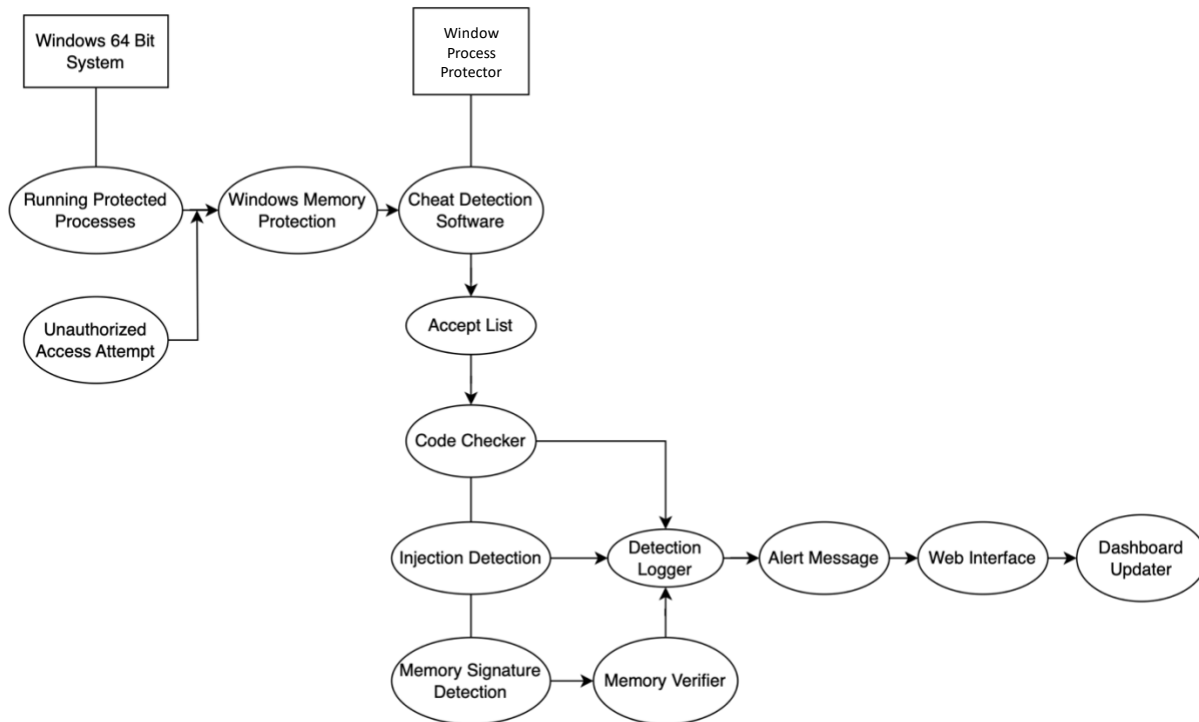 Windows 64 Bit
System
Window
Process
Protector
Running Protected
Processes
Windows Memory
Protection
Cheat Detection
Software
Unauthorized
Access Attempt
Accept List
Code Checker
Injection Detection
Detection
Logger
Alert Message
Web Interface
Dashboard
Updater
Memory Signature
Detection
Memory Verifier